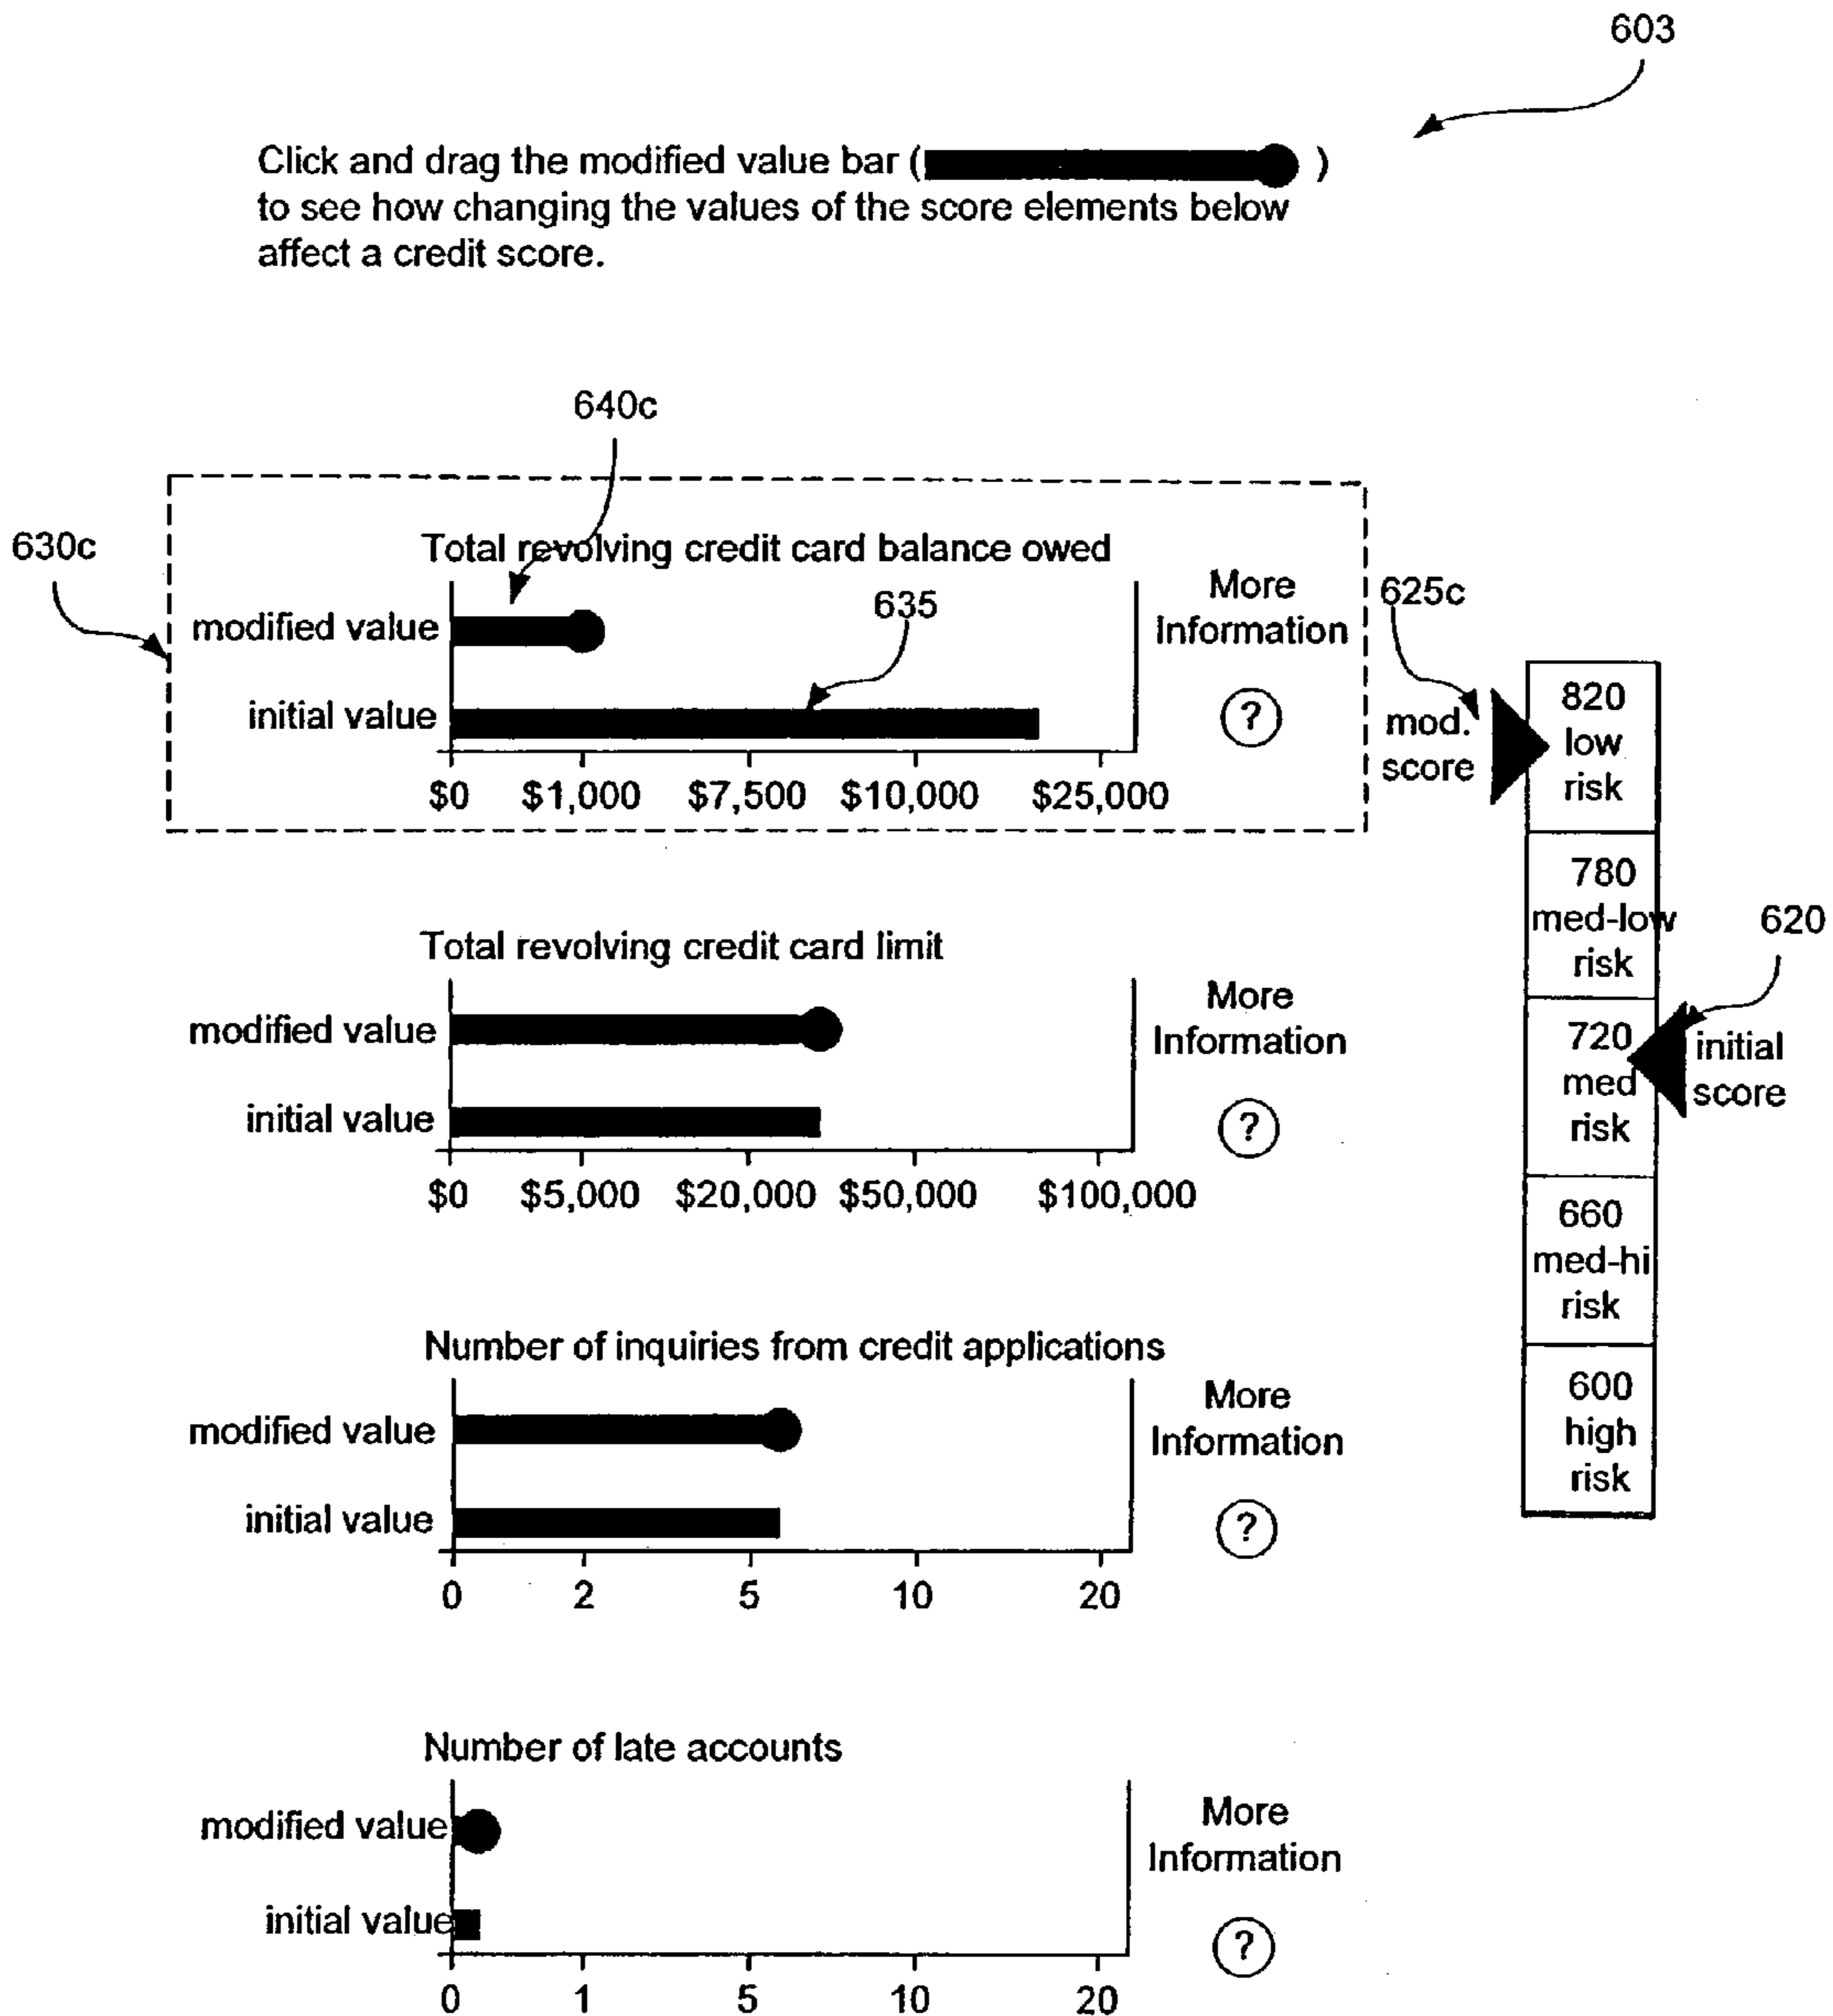 603
Click and drag the modified value bar ( )
to see how changing the values of the score elements below
affect a credit score.
640c
630c
Total revolving credit card balance owed
modified value
635
initial value
More
Information
?
$0 $1,000 $7,500 $10,000 $25,000
625c
mod.
score
820
low
risk
780
med-low
risk
620
720
med
risk
initial
score
660
med-hi
risk
600
high
risk
Total revolving credit card limit
modified value
initial value
More
Information
?
$0 $5,000 $20,000 $50,000 $100,000
Number of inquiries from credit applications
modified value
initial value
More
Information
?
0 2 5 10 20
Number of late accounts
modified value
initial value
More
Information
?
0 1 5 10 20